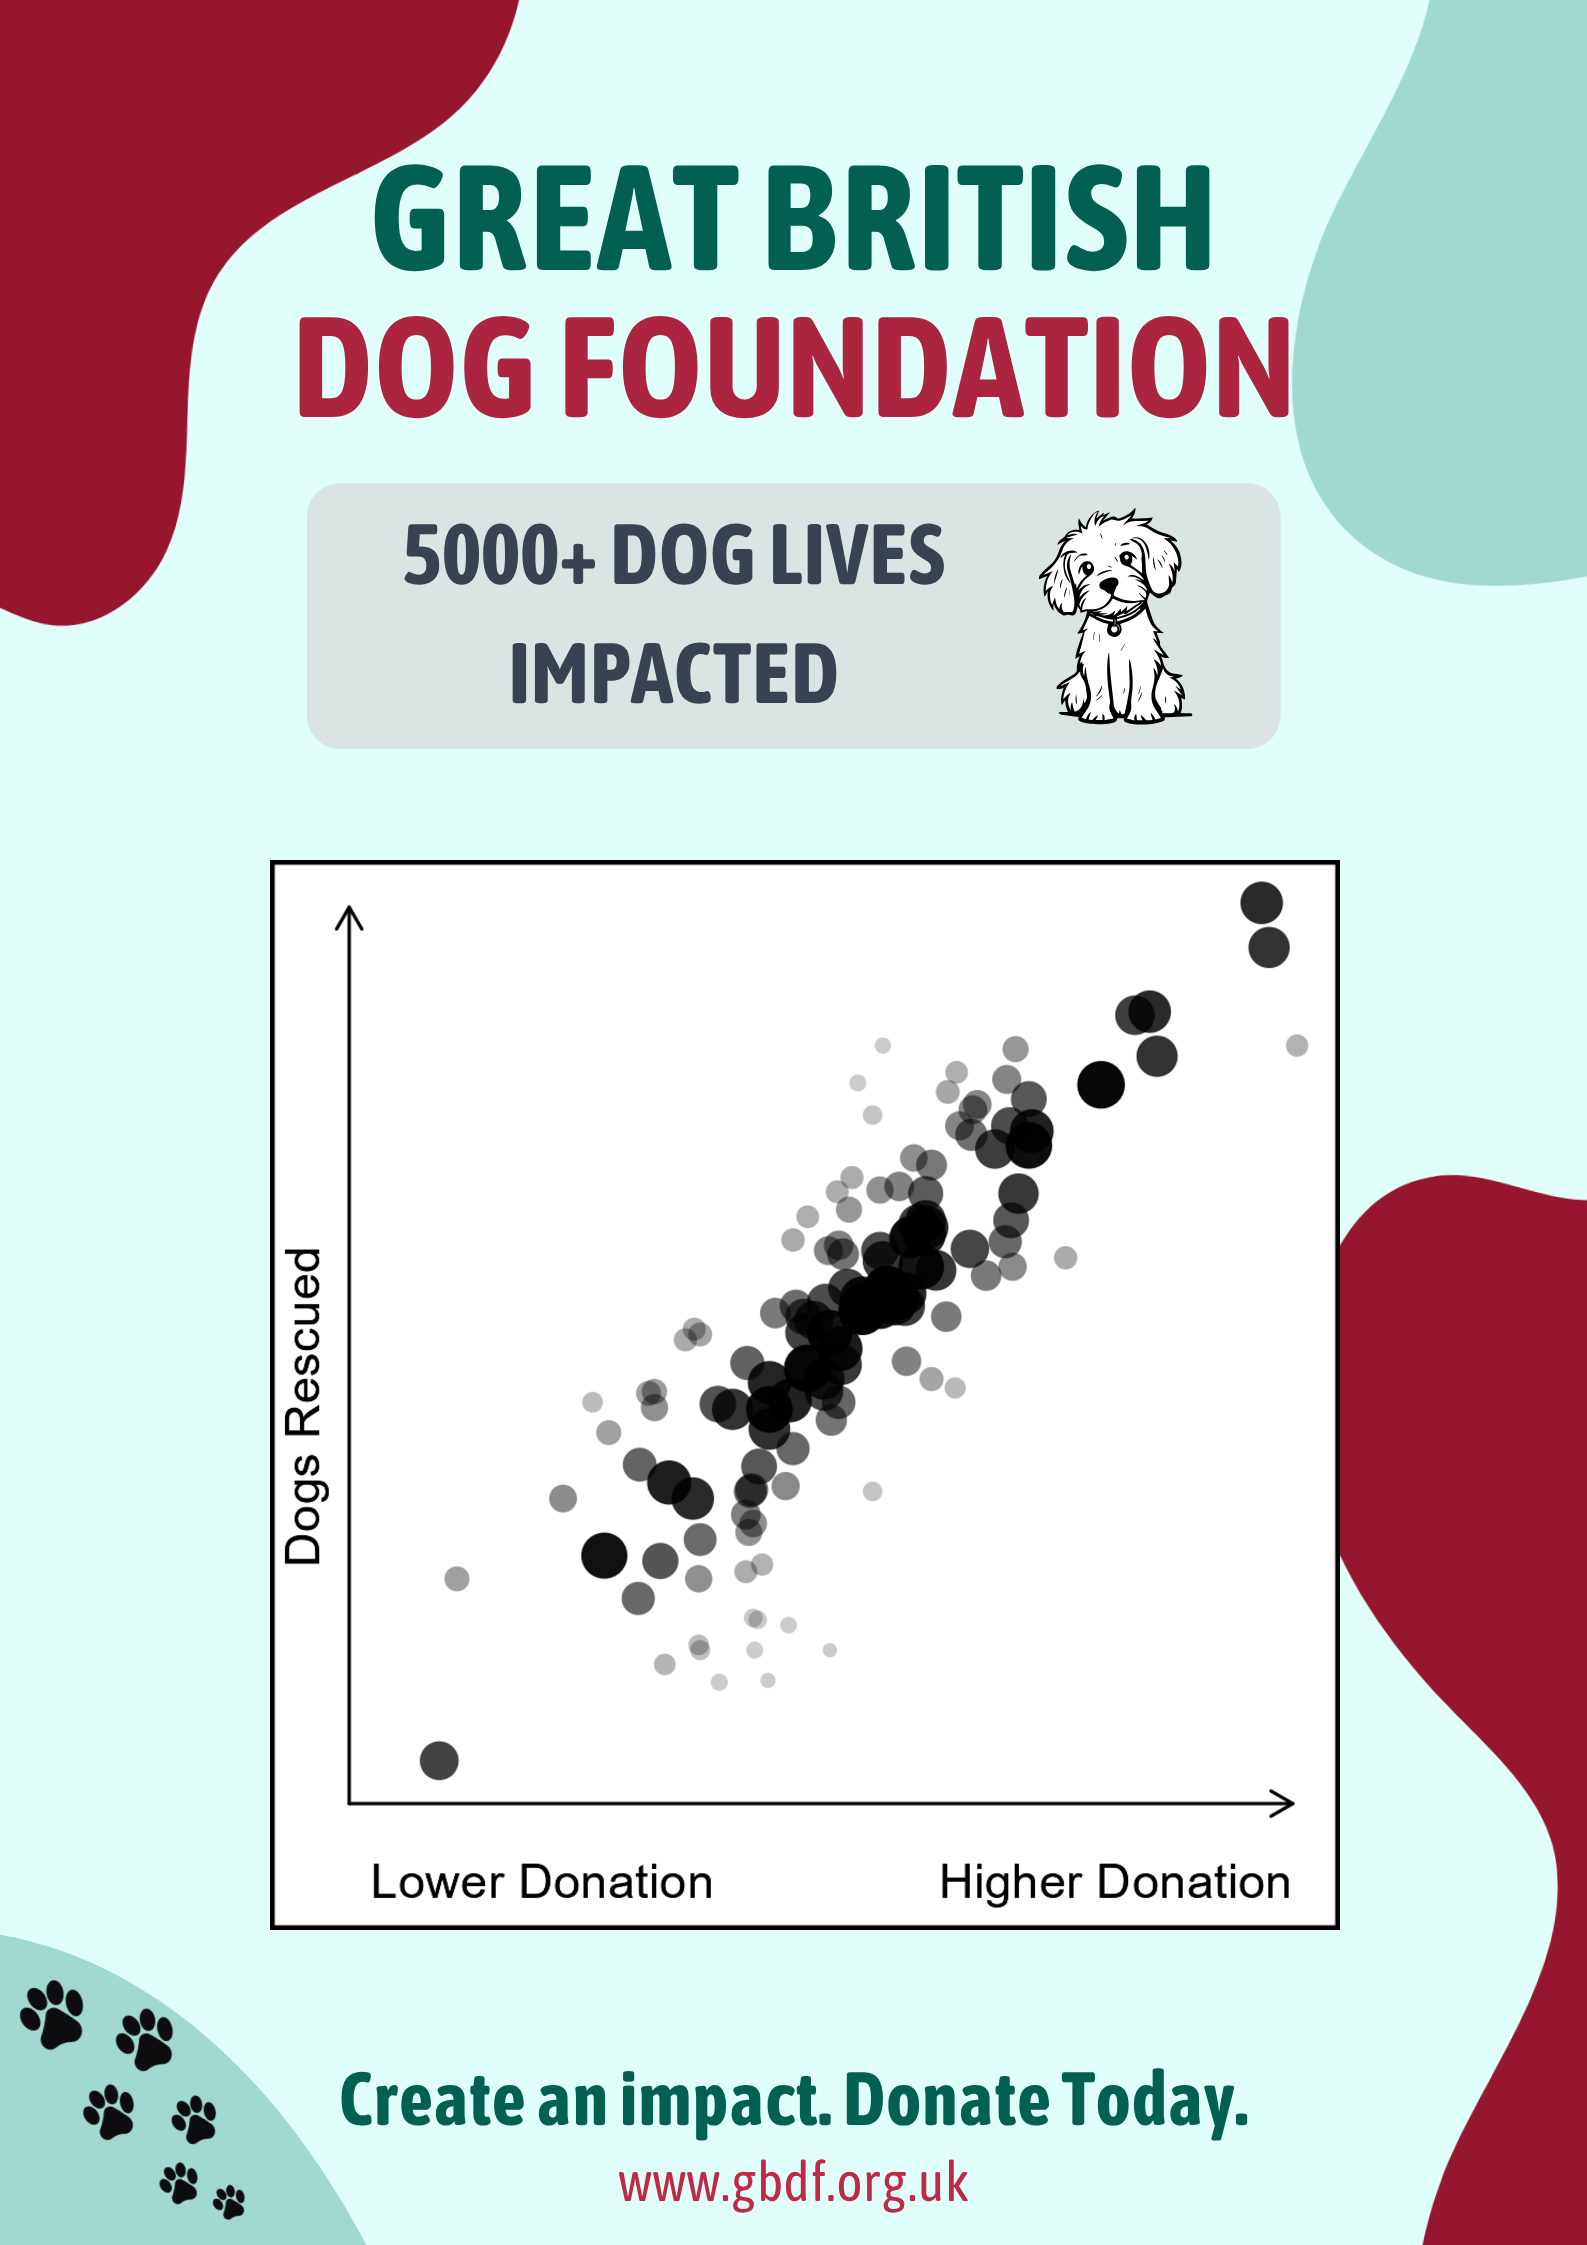 GREAT BRITISH
DOG FOUNDATION
5000+ DOG LIVES
IMPACTED
Dogs Rescued
Lower Donation
Higher Donation
Create an impact. Donate Today.
www.gbdf.org.uk